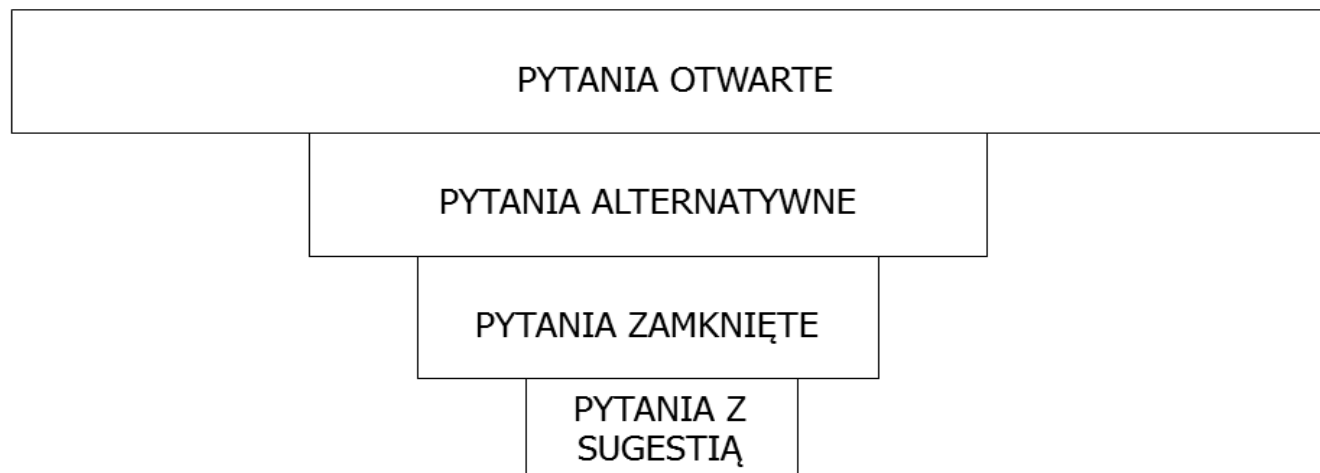 PYTANIA OTWARTE
PYTANIA ALTERNATYWNE
PYTANIA ZAMKNIĘTE
PYTANIA Z
SUGESTIĄ